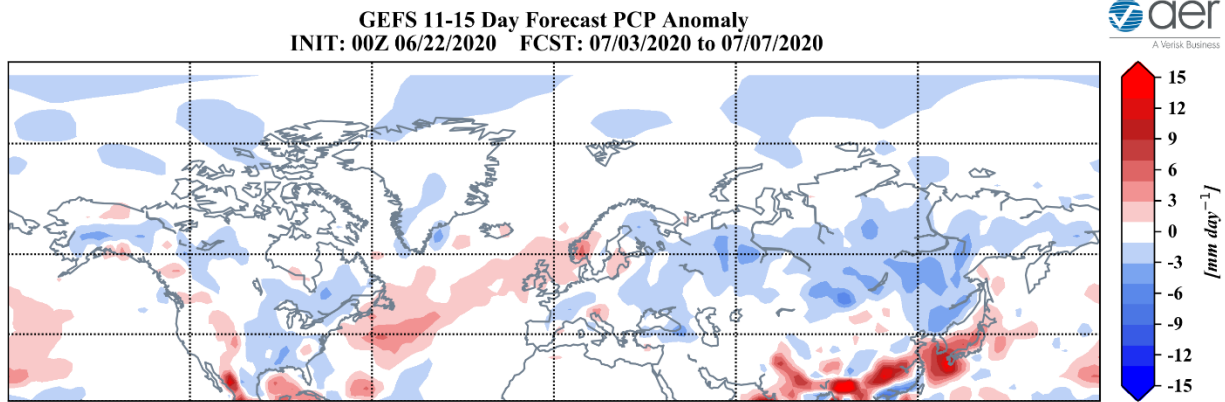 GEFS 11-15 Day Forecast PCP Anomaly
INIT: 00Z 06/22/2020 FCST: 07/03/2020 to 07/07/2020
aer
A Verisk Business
15
12
9
6
3
0
-3
-6
-9
-12
-15
[mm day⁻¹]